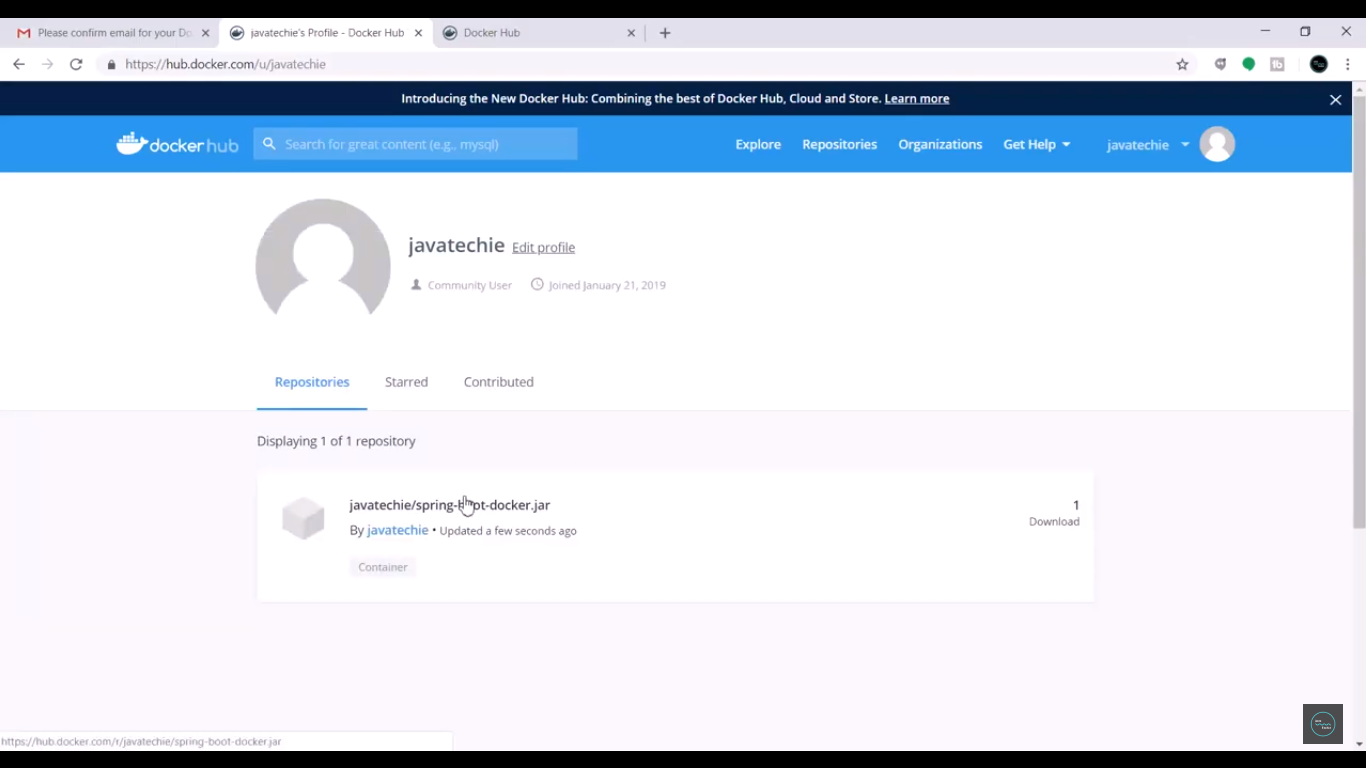 Please confirm email for your Do
javatechie's Profile - Docker Hub
Docker Hub
https://hub.docker.com/u/javatechie
Introducing the New Docker Hub: Combining the best of Docker Hub, Cloud and Store. Learn more
dockerhub
Search for great content (e.g., mysql)
Explore
Repositories
Organizations
Get Help
javatechie
javatechie Edit profile
Community User
Joined January 21, 2019
Repositories
Starred
Contributed
Displaying 1 of 1 repository
javatechie/spring-boot-docker.jar
1
By javatechie • Updated a few seconds ago
Download
Container
https://hub.docker.com/r/javatechie/spring-boot-docker.jar